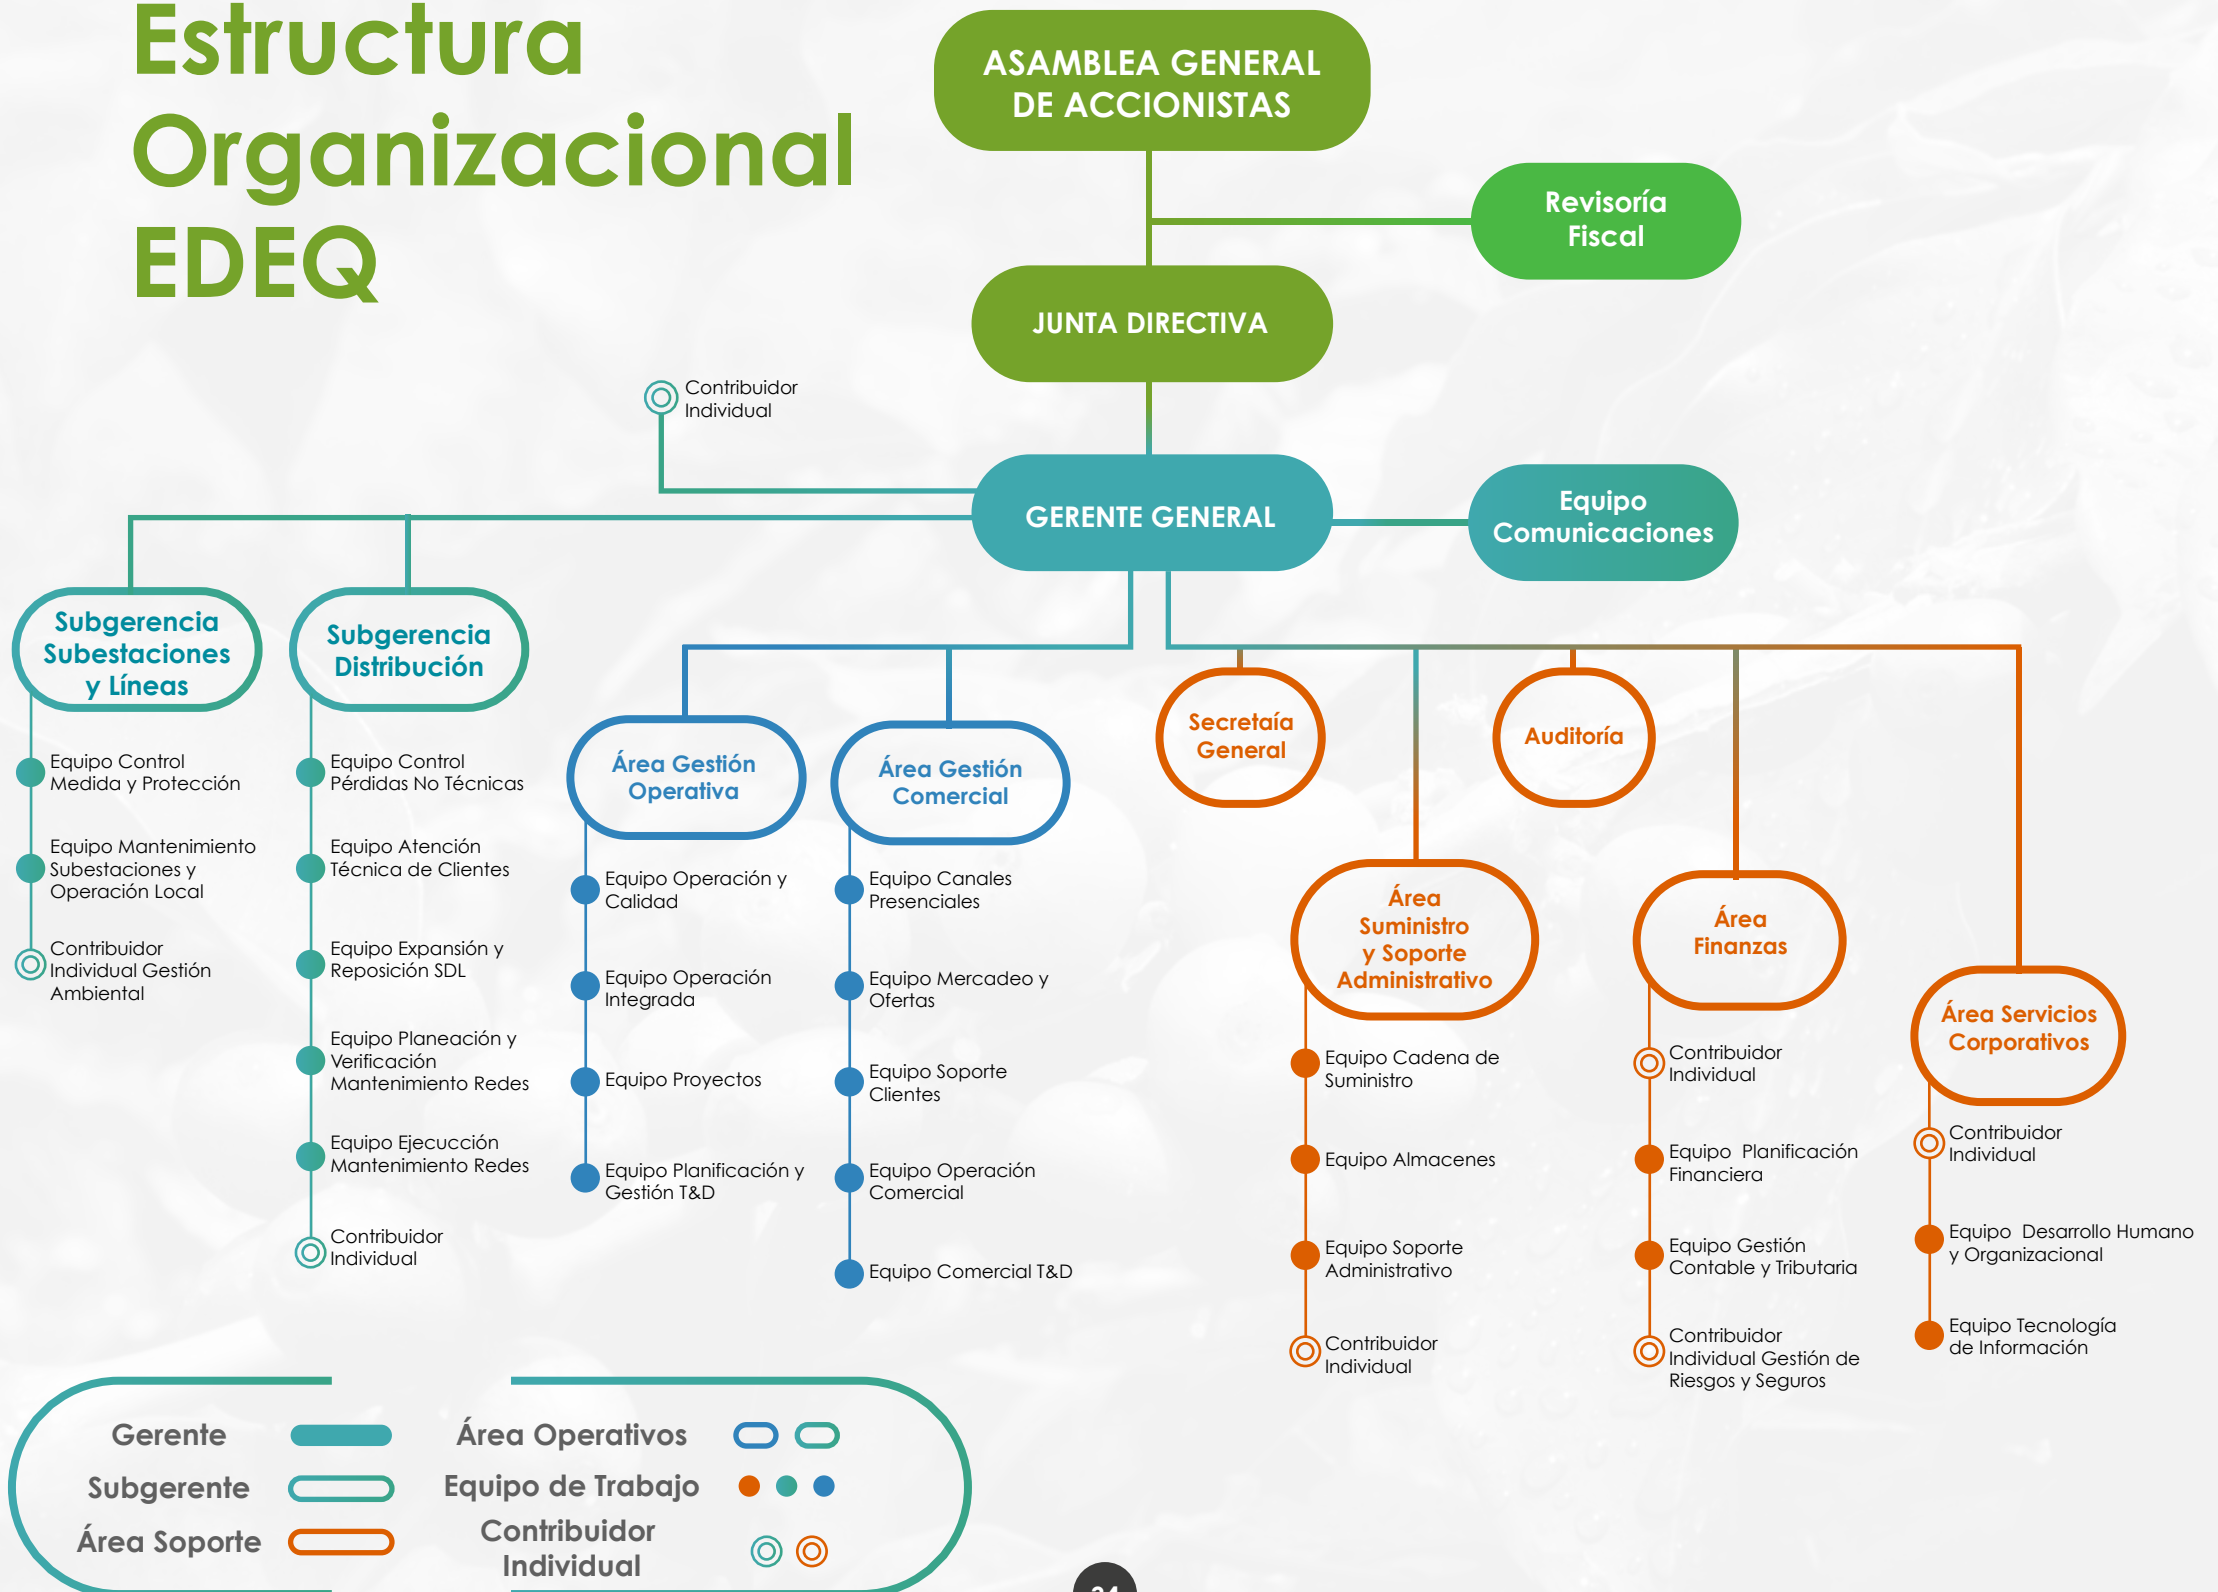 Estructura
Organizacional
EDEQ
ASAMBLEA GENERAL
DE ACCIONISTAS
Revisoría
Fiscal
JUNTA DIRECTIVA
Contribuidor
Individual
GERENTE GENERAL
Equipo
Comunicaciones
Subgerencia
Subestaciones
y Líneas
Equipo Control
Medida y Protección
Equipo Mantenimiento
Subestaciones y
Operación Local
Contribuidor
Individual Gestión
Ambiental
Subgerencia
Distribución
Equipo Control
Pérdidas No Técnicas
Equipo Atención
Técnica de Clientes
Equipo Expansión y
Reposición SDL
Equipo Planeación y
Verificación
Mantenimiento Redes
Equipo Ejecucción
Mantenimiento Redes
Contribuidor
Individual
Área Gestión
Operativa
Equipo Operación y
Calidad
Equipo Operación
Integrada
Equipo Proyectos
Equipo Planificación y
Gestión T&D
Área Gestión
Comercial
Equipo Canales
Presenciales
Equipo Mercadeo y
Ofertas
Equipo Soporte
Clientes
Equipo Operación
Comercial
Equipo Comercial T&D
Secretaía
General
Auditoría
Área
Suministro
y Soporte
Administrativo
Equipo Cadena de
Suministro
Equipo Almacenes
Equipo Soporte
Administrativo
Contribuidor
Individual
Área
Finanzas
Contribuidor
Individual
Equipo  Planificación
Financiera
Equipo Gestión
Contable y Tributaria
Contribuidor
Individual Gestión de
Riesgos y Seguros
Área Servicios
Corporativos
Contribuidor
Individual
Equipo  Desarrollo Humano
y Organizacional
Equipo Tecnología
de Información
Gerente
Subgerente
Área Soporte
Área Operativos
Equipo de Trabajo
Contribuidor
Individual